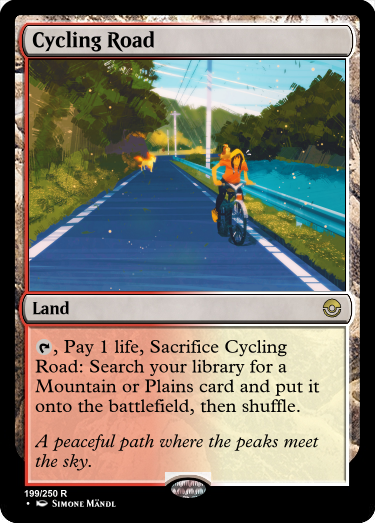 Cycling Road
Land
, Pay 1 life, Sacrifice Cycling
Road: Search your library for a
Mountain or Plains card and put it
onto the battlefield, then shuffle.
A peaceful path where the peaks meet
the sky.
199/250 R
• SIMONE MÄNDL